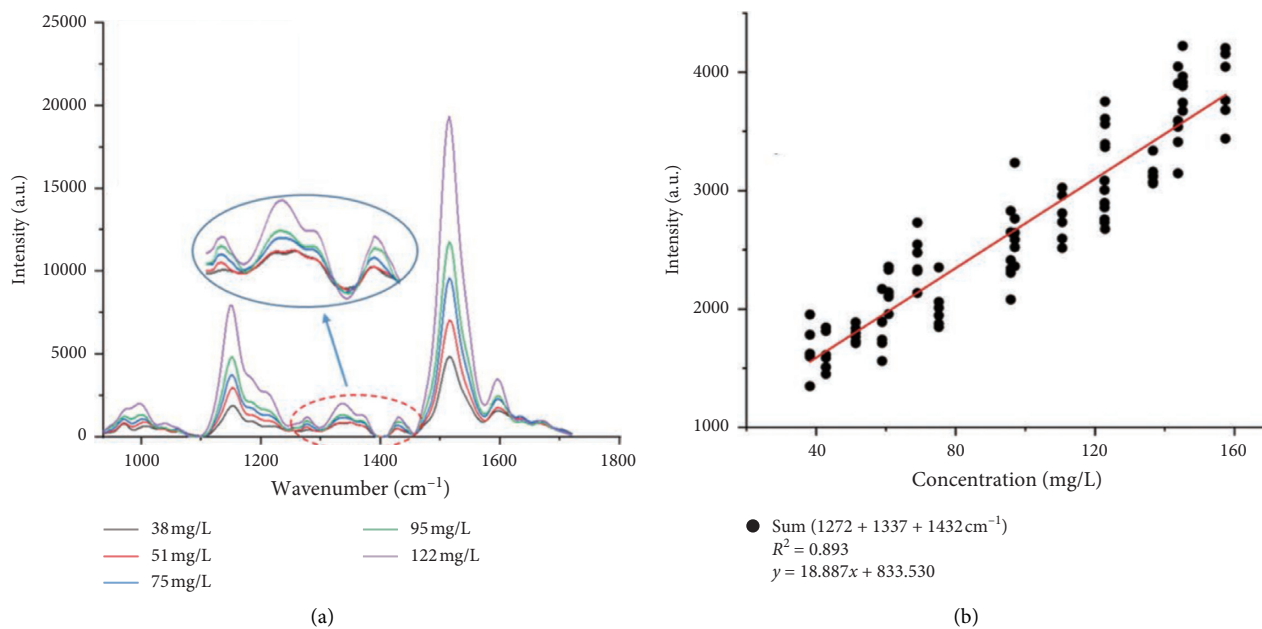 25000
20000
15000
10000
5000
0
Intensity (a.u.)
1000 1200 1400 1600 1800
Wavenumber (cm⁻¹)
38 mg/L
51 mg/L
75 mg/L
95 mg/L
122 mg/L
(a)
4000
3000
2000
1000
Intensity (a.u.)
40 80 120 160
Concentration (mg/L)
Sum (1272 + 1337 + 1432 cm⁻¹)
R² = 0.893
y = 18.887x + 833.530
(b)